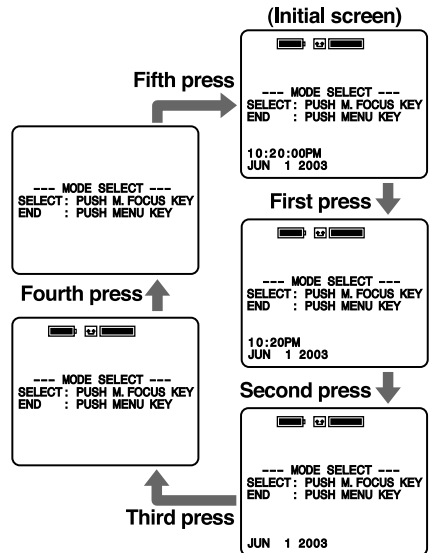 (Initial screen)
--- MODE SELECT ---
SELECT: PUSH M.FOCUS KEY
END : PUSH MENU KEY
10:20:00PM
JUN 1 2003
First press
--- MODE SELECT ---
SELECT: PUSH M.FOCUS KEY
END : PUSH MENU KEY
10:20PM
JUN 1 2003
Second press
--- MODE SELECT ---
SELECT: PUSH M.FOCUS KEY
END : PUSH MENU KEY
JUN 1 2003
Third press
--- MODE SELECT ---
SELECT: PUSH M.FOCUS KEY
END : PUSH MENU KEY
Fourth press
--- MODE SELECT ---
SELECT: PUSH M.FOCUS KEY
END : PUSH MENU KEY
Fifth press